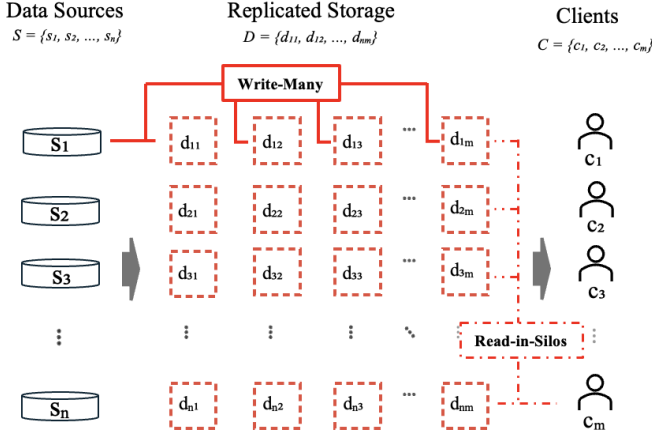 Data Sources
Replicated Storage
Clients
S = {s₁, s₂, ..., sₙ}
D = {d₁₁, d₁₂, ..., dₙₘ}
C = {c₁, c₂, ..., cₘ}
Write-Many
S₁ d₁₁ d₁₂ d₁₃ ... d₁ₘ c₁
S₂ d₂₁ d₂₂ d₂₃ ... d₂ₘ c₂
S₃ d₃₁ d₃₂ d₃₃ ... d₃ₘ c₃
Read-in-Silos
Sₙ dₙ₁ dₙ₂ dₙ₃ ... dₙₘ cₘ